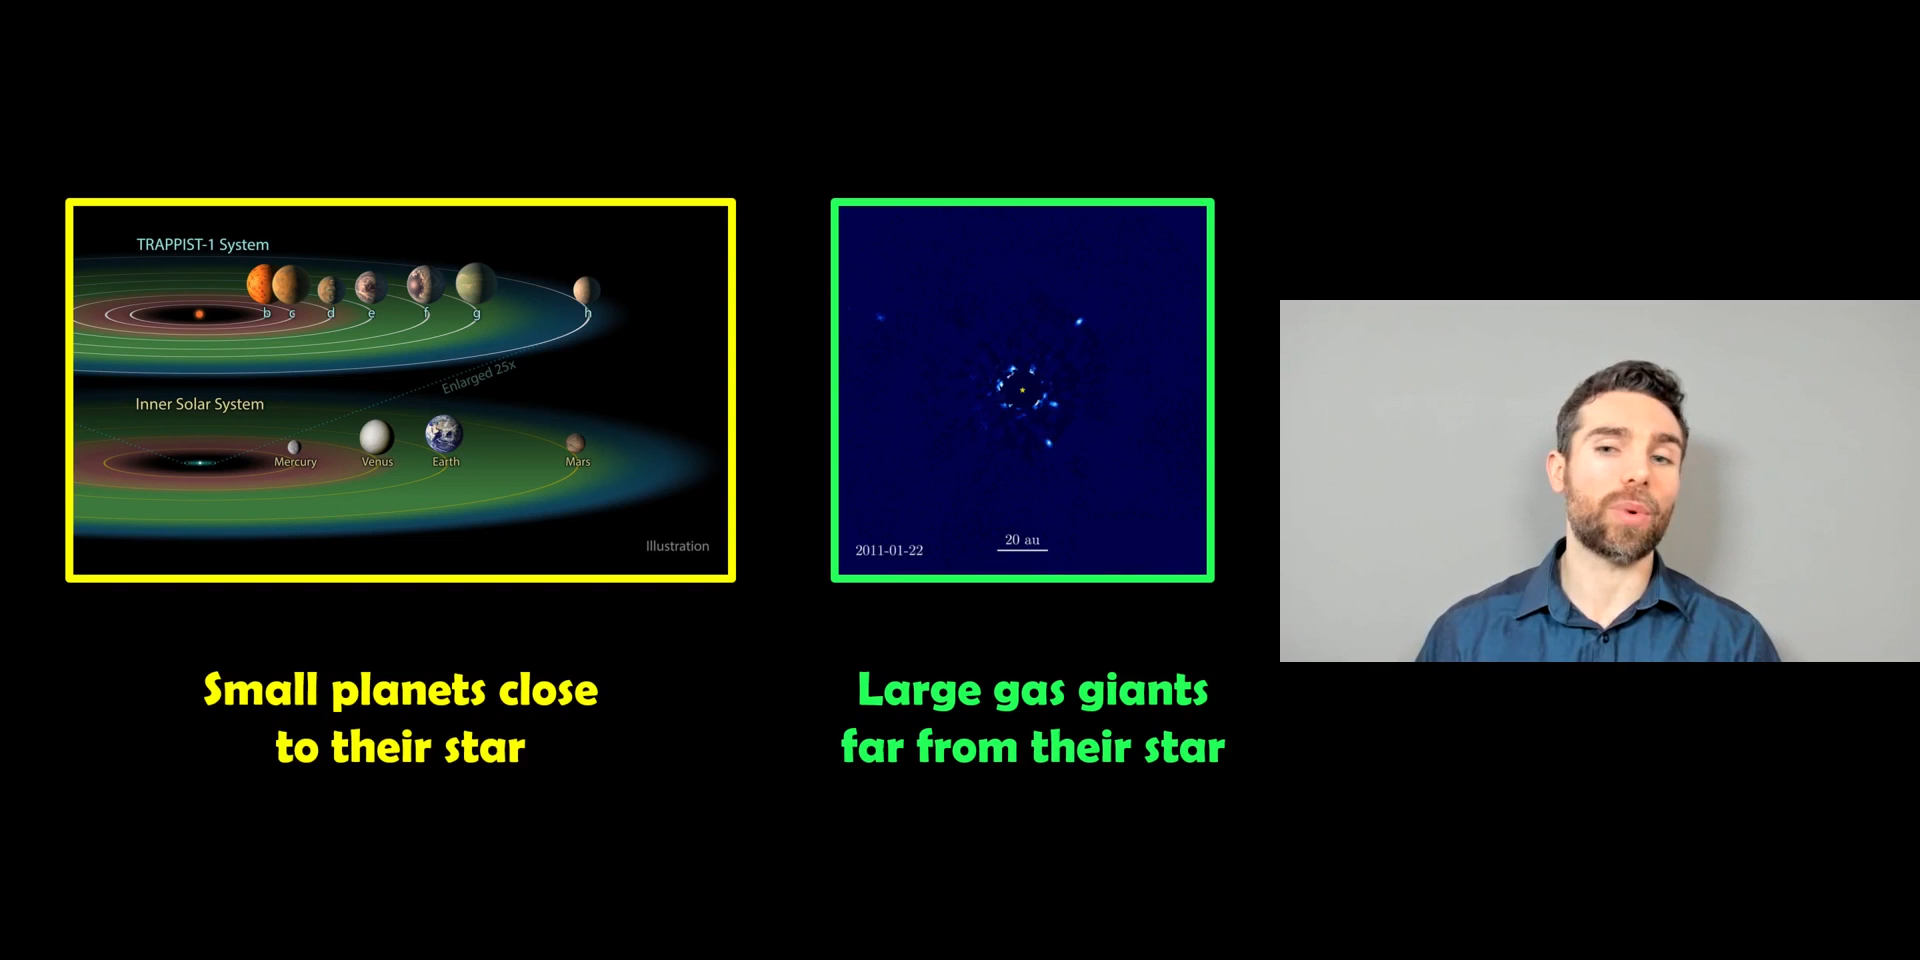 TRAPPIST-1 System
b c d e f g h
Enlarged 25x
Inner Solar System
Mercury Venus Earth Mars
Illustration
2011-01-22
20 au
Small planets close
to their star
Large gas giants
far from their star